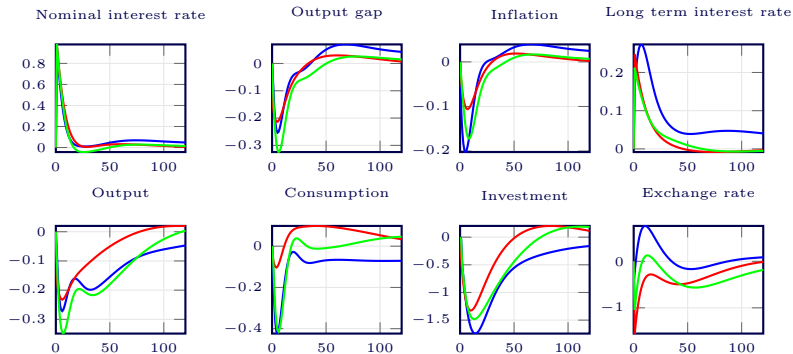 Nominal interest rate Output gap Inflation Long term interest rate
0.8 0 0 0.2
0.6 −0.1
0.4 −0.1 0.1
0.2 −0.2
0 −0.3 −0.2 0
0 50 100 0 50 100 0 50 100 0 50 100
Output Consumption Investment Exchange rate
0 0 0
−0.1 −0.5 0
−0.2 −0.2 −1.0
−0.3 −0.4 −1.5 −1
0 50 100 0 50 100 0 50 100 0 50 100